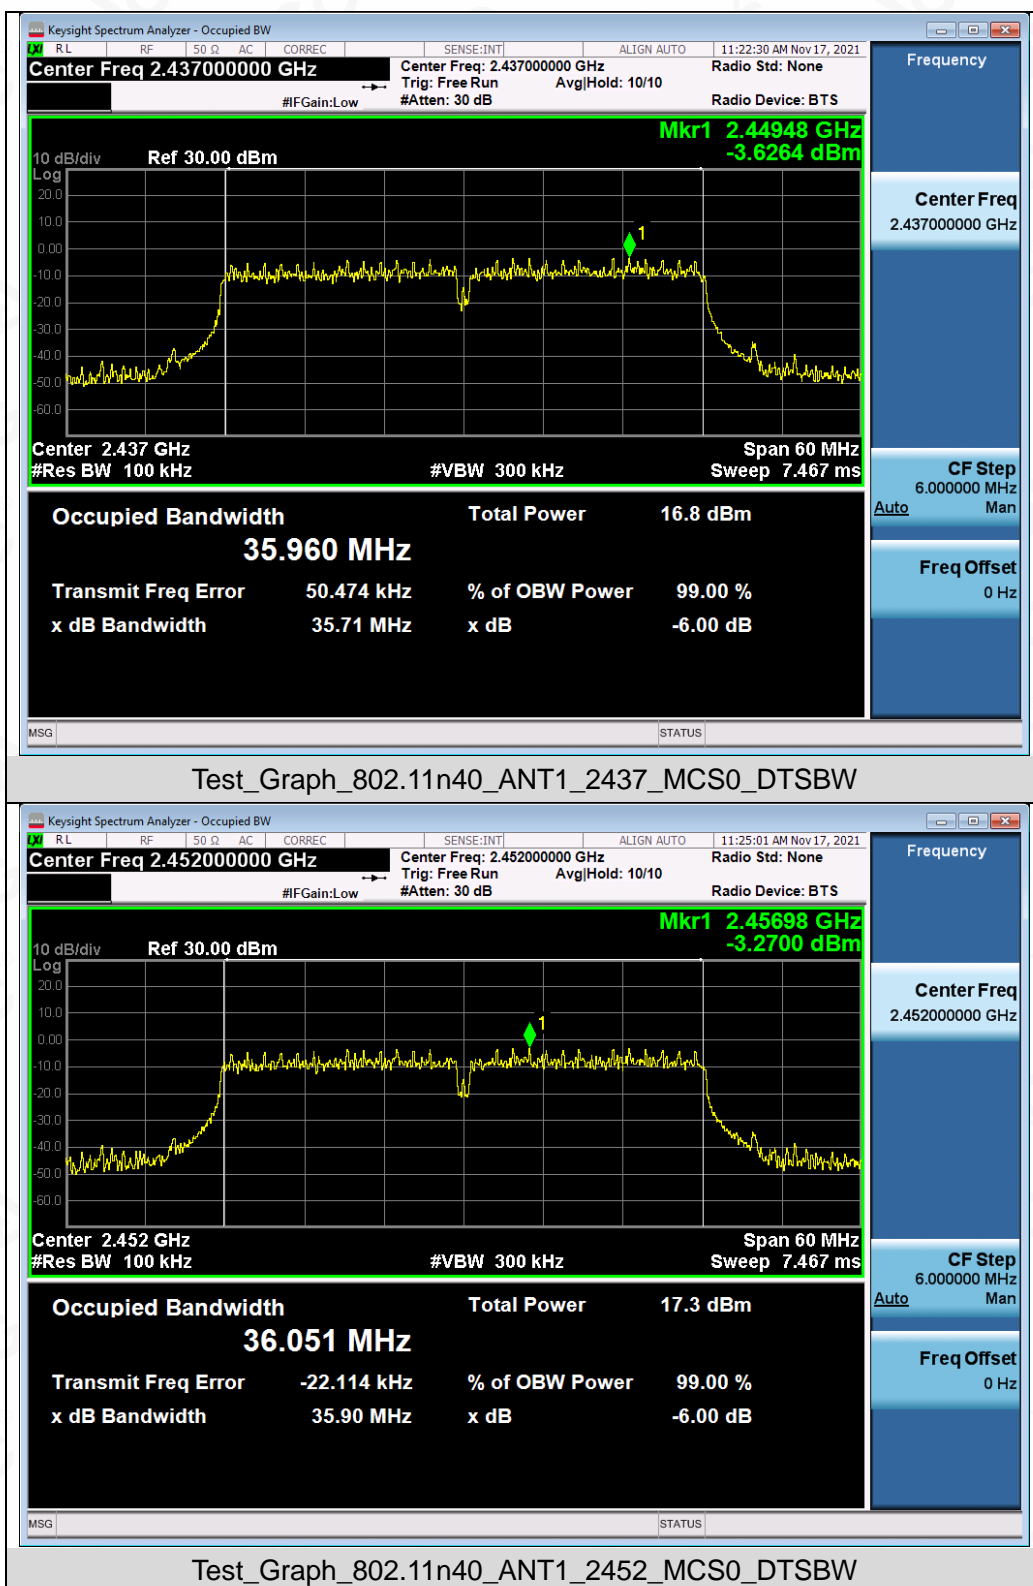 Keysight Spectrum Analyzer - Occupied BW
LXI RL RF 50 Ω AC CORREC SENSE:INT ALIGN AUTO 11:22:30 AM Nov 17, 2021
Center Freq 2.437000000 GHz
Center Freq: 2.437000000 GHz
Radio Std: None
Trig: Free Run Avg|Hold: 10/10
#IFGain:Low
#Atten: 30 dB
Radio Device: BTS
Mkr1 2.44948 GHz
-3.6264 dBm
10 dB/div Ref 30.00 dBm
Log
20.0
10.0
0.00
-10.0
-20.0
-30.0
-40.0
-50.0
-60.0
1
Center 2.437 GHz Span 60 MHz
#Res BW 100 kHz #VBW 300 kHz Sweep 7.467 ms
Occupied Bandwidth Total Power 16.8 dBm
35.960 MHz
Transmit Freq Error 50.474 kHz % of OBW Power 99.00 %
x dB Bandwidth 35.71 MHz x dB -6.00 dB
MSG STATUS
Frequency
Center Freq
2.437000000 GHz
CF Step
6.000000 MHz
Auto Man
Freq Offset
0 Hz
Test_Graph_802.11n40_ANT1_2437_MCS0_DTSBW
Keysight Spectrum Analyzer - Occupied BW
LXI RL RF 50 Ω AC CORREC SENSE:INT ALIGN AUTO 11:25:01 AM Nov 17, 2021
Center Freq 2.452000000 GHz
Center Freq: 2.452000000 GHz
Radio Std: None
Trig: Free Run Avg|Hold: 10/10
#IFGain:Low
#Atten: 30 dB
Radio Device: BTS
Mkr1 2.45698 GHz
-3.2700 dBm
10 dB/div Ref 30.00 dBm
Log
20.0
10.0
0.00
-10.0
-20.0
-30.0
-40.0
-50.0
-60.0
1
Center 2.452 GHz Span 60 MHz
#Res BW 100 kHz #VBW 300 kHz Sweep 7.467 ms
Occupied Bandwidth Total Power 17.3 dBm
36.051 MHz
Transmit Freq Error -22.114 kHz % of OBW Power 99.00 %
x dB Bandwidth 35.90 MHz x dB -6.00 dB
MSG STATUS
Frequency
Center Freq
2.452000000 GHz
CF Step
6.000000 MHz
Auto Man
Freq Offset
0 Hz
Test_Graph_802.11n40_ANT1_2452_MCS0_DTSBW